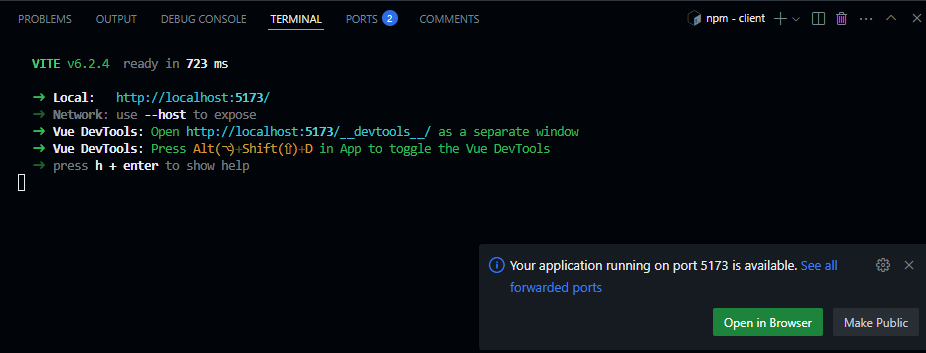 PROBLEMS OUTPUT DEBUG CONSOLE TERMINAL PORTS 2 COMMENTS npm - client
VITE v6.2.4 ready in 723 ms
➜ Local: http://localhost:5173/
➜ Network: use --host to expose
➜ Vue DevTools: Open http://localhost:5173/__devtools__/ as a separate window
➜ Vue DevTools: Press Alt(⌥)+Shift(⇧)+D in App to toggle the Vue DevTools
➜ press h + enter to show help
Your application running on port 5173 is available. See all
forwarded ports
Open in Browser Make Public